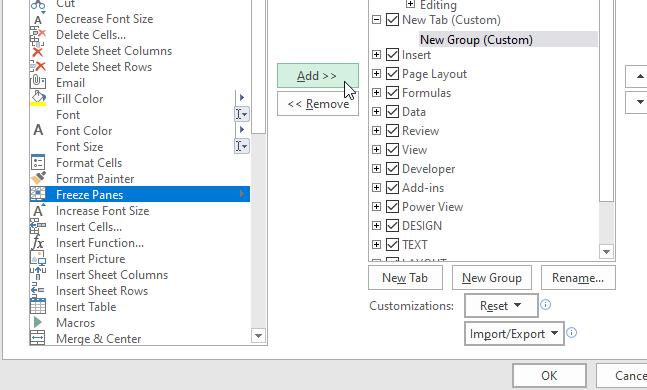 Cut
Decrease Font Size
Delete Cells...
Delete Sheet Columns
Delete Sheet Rows
Email
Fill Color
Font
Font Color
Font Size
Format Cells
Format Painter
Freeze Panes
Increase Font Size
Insert Cells...
Insert Function...
Insert Picture
Insert Sheet Columns
Insert Sheet Rows
Insert Table
Macros
Merge & Center
Add >>
<< Remove
Editing
New Tab (Custom)
New Group (Custom)
Insert
Page Layout
Formulas
Data
Review
View
Developer
Add-ins
Power View
DESIGN
TEXT
LAYOUT
New Tab
New Group
Rename...
Customizations:
Reset
Import/Export
OK
Cance